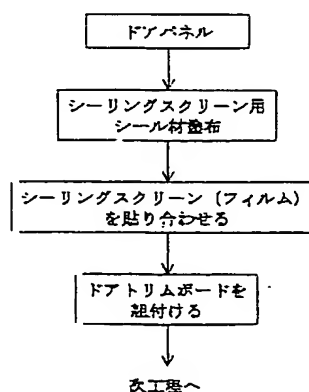 ドアパネル
シーリングスクリーン用
シール材塗布
シーリングスクリーン（フィルム）
を貼り合わせる
ドアトリムボードを
組付ける
次工程へ